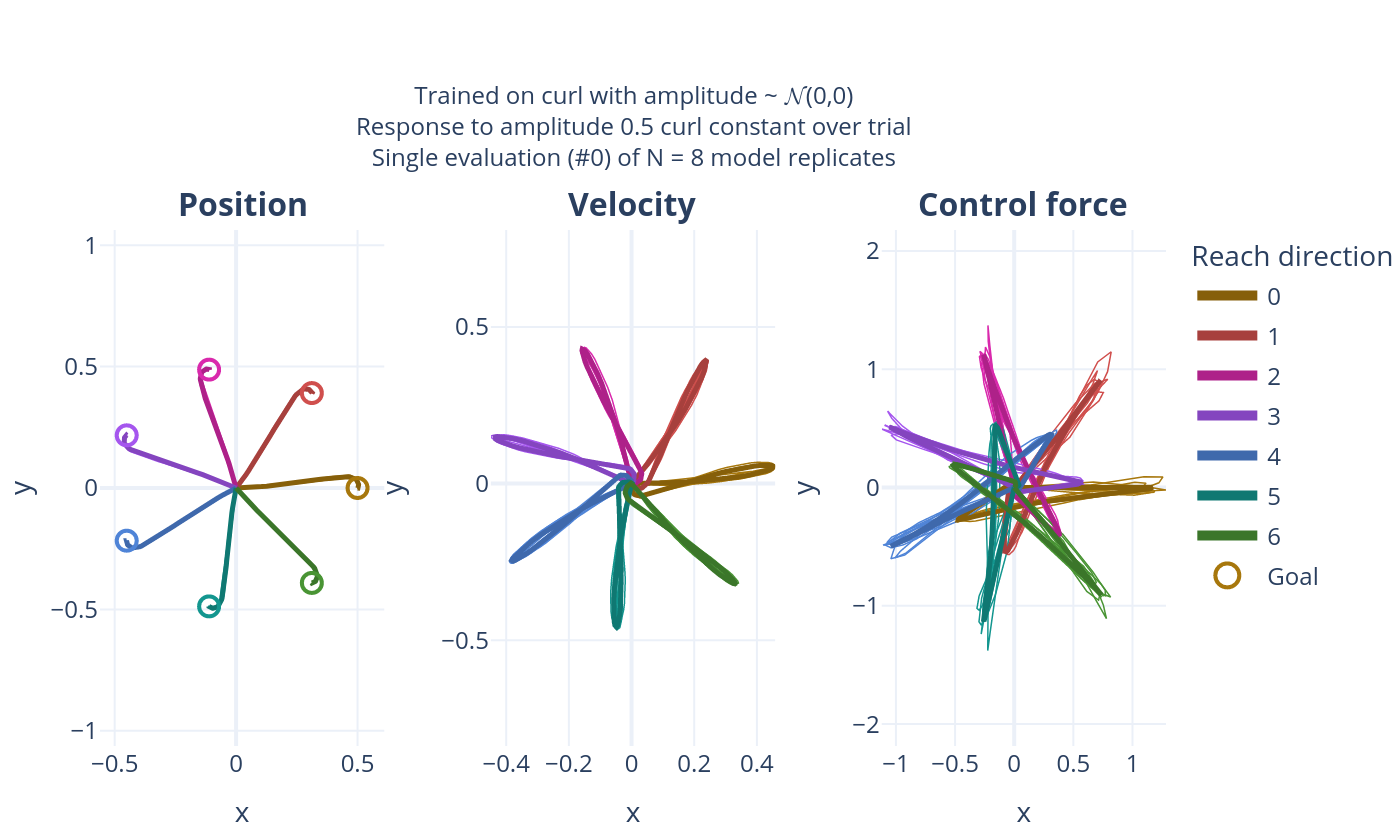 Trained on curl with amplitude ~ 𝒩(0,0)
Response to amplitude 0.5 curl constant over trial
Single evaluation (#0) of N = 8 model replicates
Position
Velocity
Control force
1
0.5
0
−0.5
−1
y
−0.5
0
0.5
x
0.5
0
−0.5
y
−0.4
−0.2
0
0.2
0.4
x
2
1
0
−1
−2
y
−1
−0.5
0
0.5
1
x
Reach direction
0
1
2
3
4
5
6
Goal